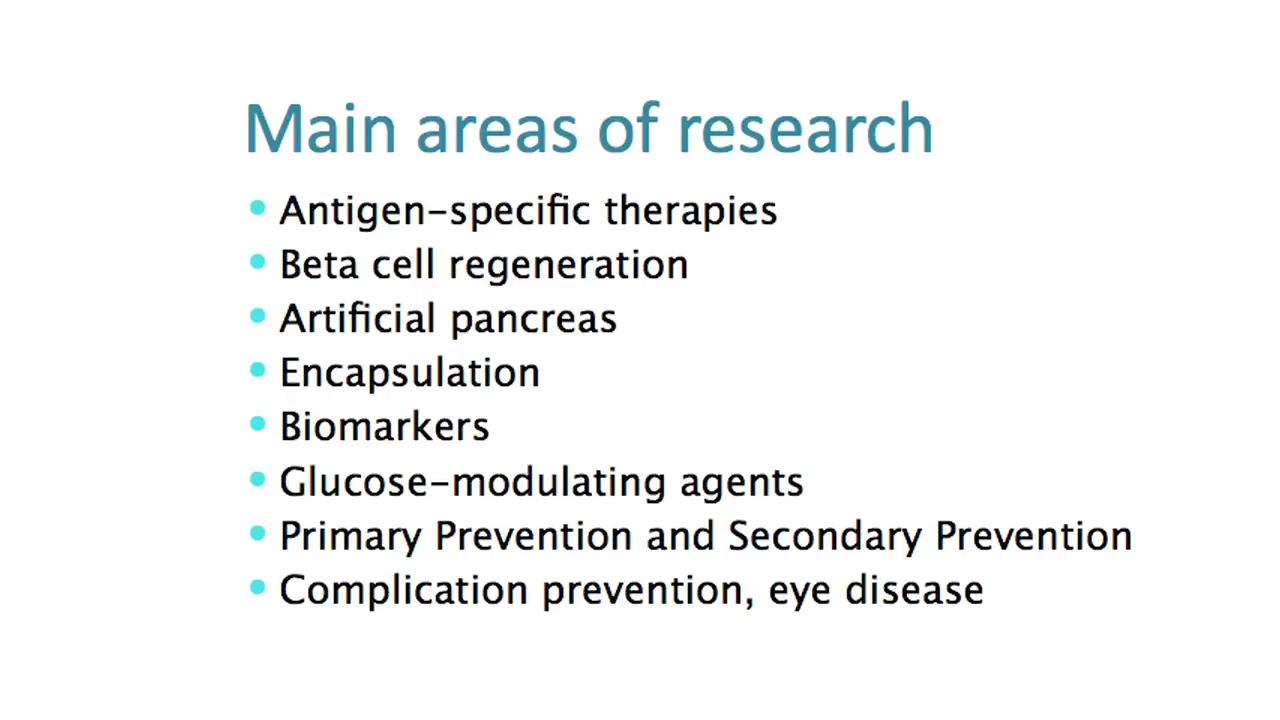 Main areas of research
• Antigen-specific therapies
• Beta cell regeneration
• Artificial pancreas
• Encapsulation
• Biomarkers
• Glucose-modulating agents
• Primary Prevention and Secondary Prevention
• Complication prevention, eye disease